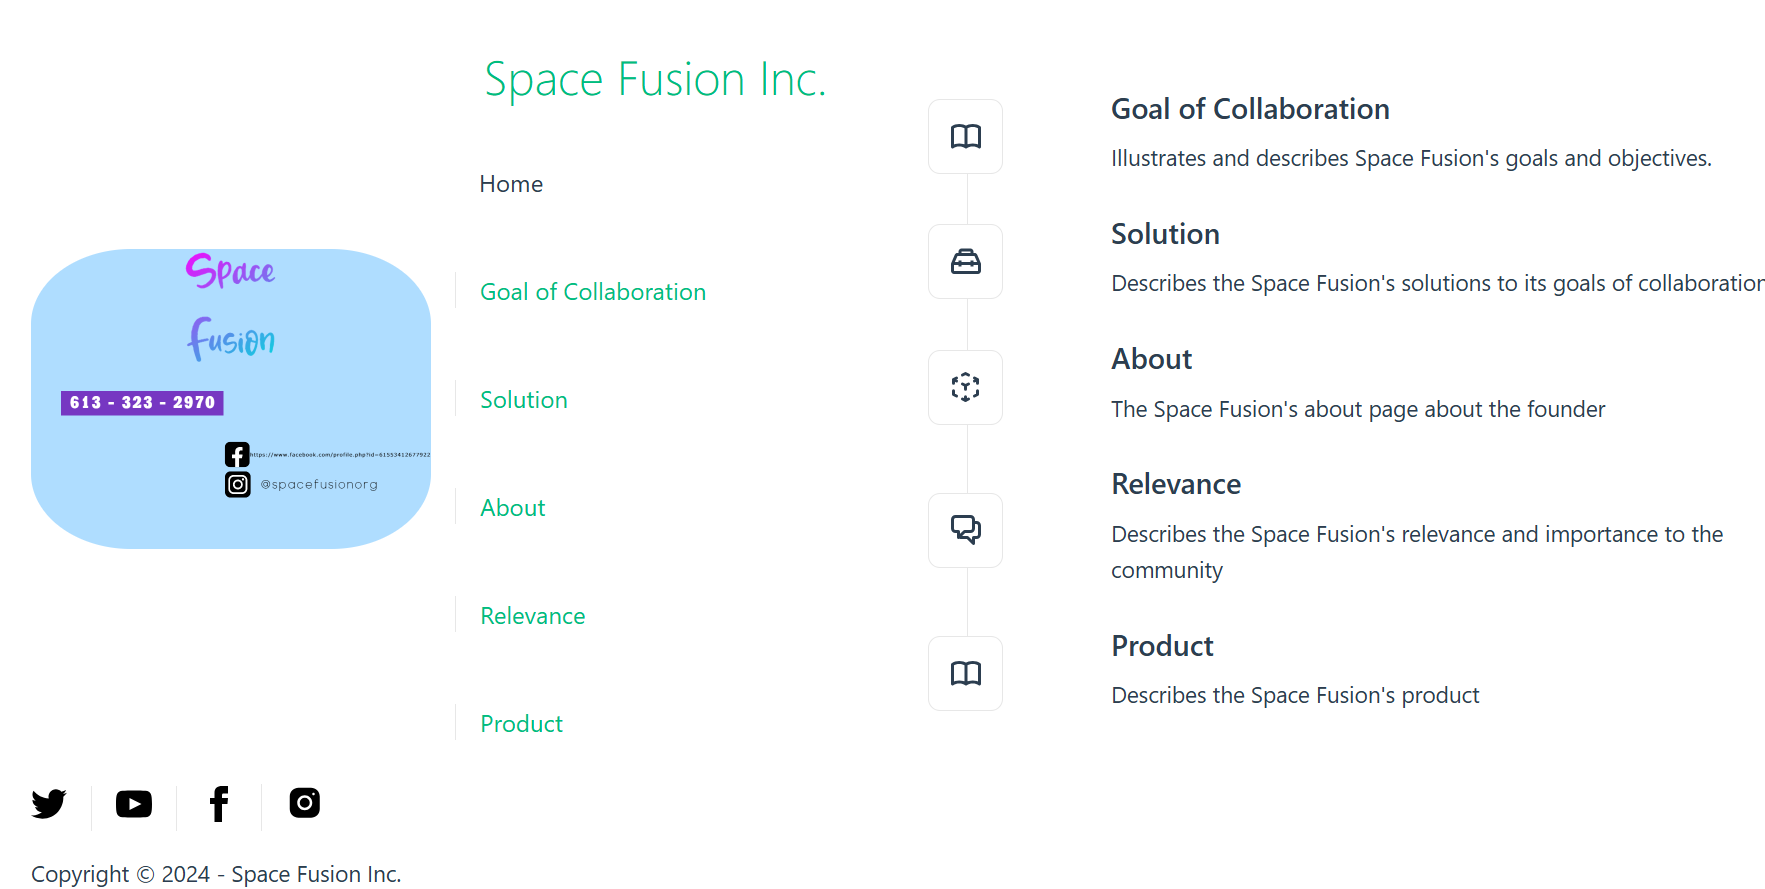 Space Fusion Inc.
Home
Goal of Collaboration
Solution
About
Relevance
Product
Space
Fusion
613 - 323 - 2970
https://www.facebook.com/profile.php?id=61553412677922
@spacefusionorg
Goal of Collaboration
Illustrates and describes Space Fusion's goals and objectives.
Solution
Describes the Space Fusion's solutions to its goals of collaboration
About
The Space Fusion's about page about the founder
Relevance
Describes the Space Fusion's relevance and importance to the
community
Product
Describes the Space Fusion's product
Copyright © 2024 - Space Fusion Inc.